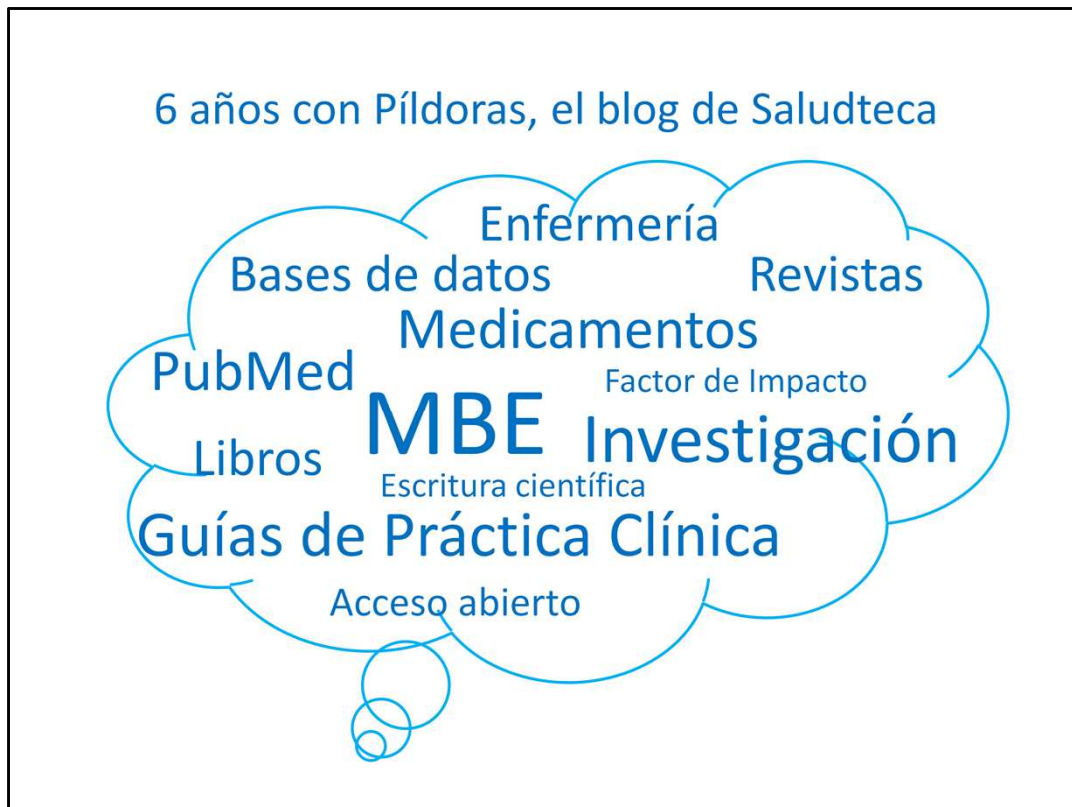 6 años con Píldoras, el blog de Saludteca
Enfermería
Bases de datos
Revistas
Medicamentos
PubMed
Factor de Impacto
MBE
Investigación
Libros
Escritura científica
Guías de Práctica Clínica
Acceso abierto